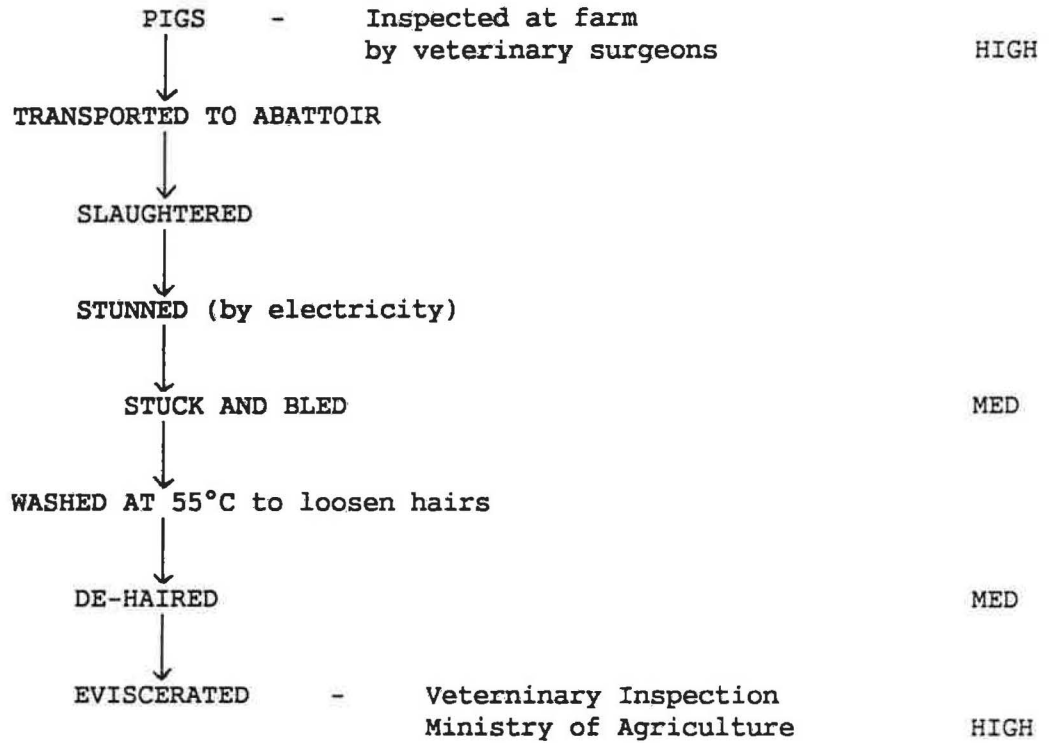 PIGS - Inspected at farm
by veterinary surgeons HIGH
TRANSPORTED TO ABATTOIR
SLAUGHTERED
STUNNED (by electricity)
STUCK AND BLED MED
WASHED AT 55°C to loosen hairs
DE-HAIRED MED
EVISCERATED - Veterninary Inspection
Ministry of Agriculture HIGH